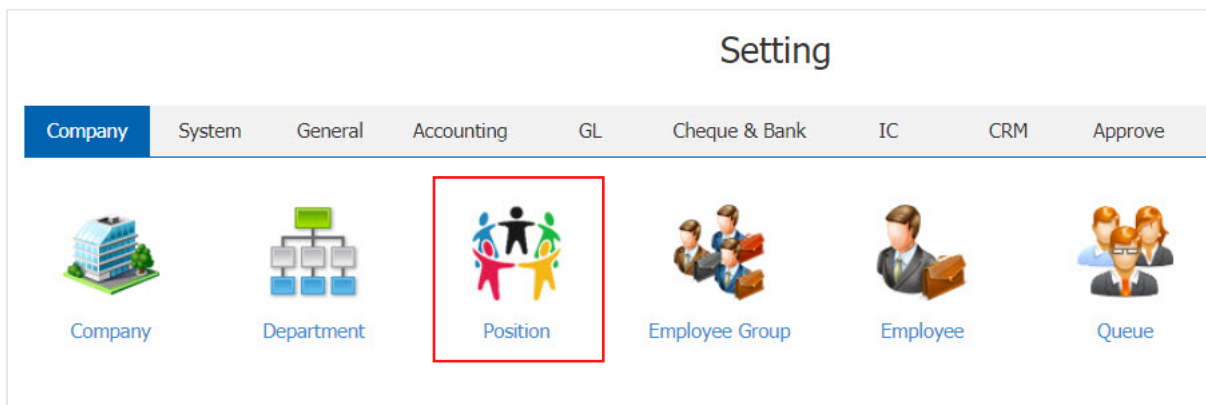 Setting
Company System General Accounting GL Cheque & Bank IC CRM Approve
Company Department Position Employee Group Employee Queue